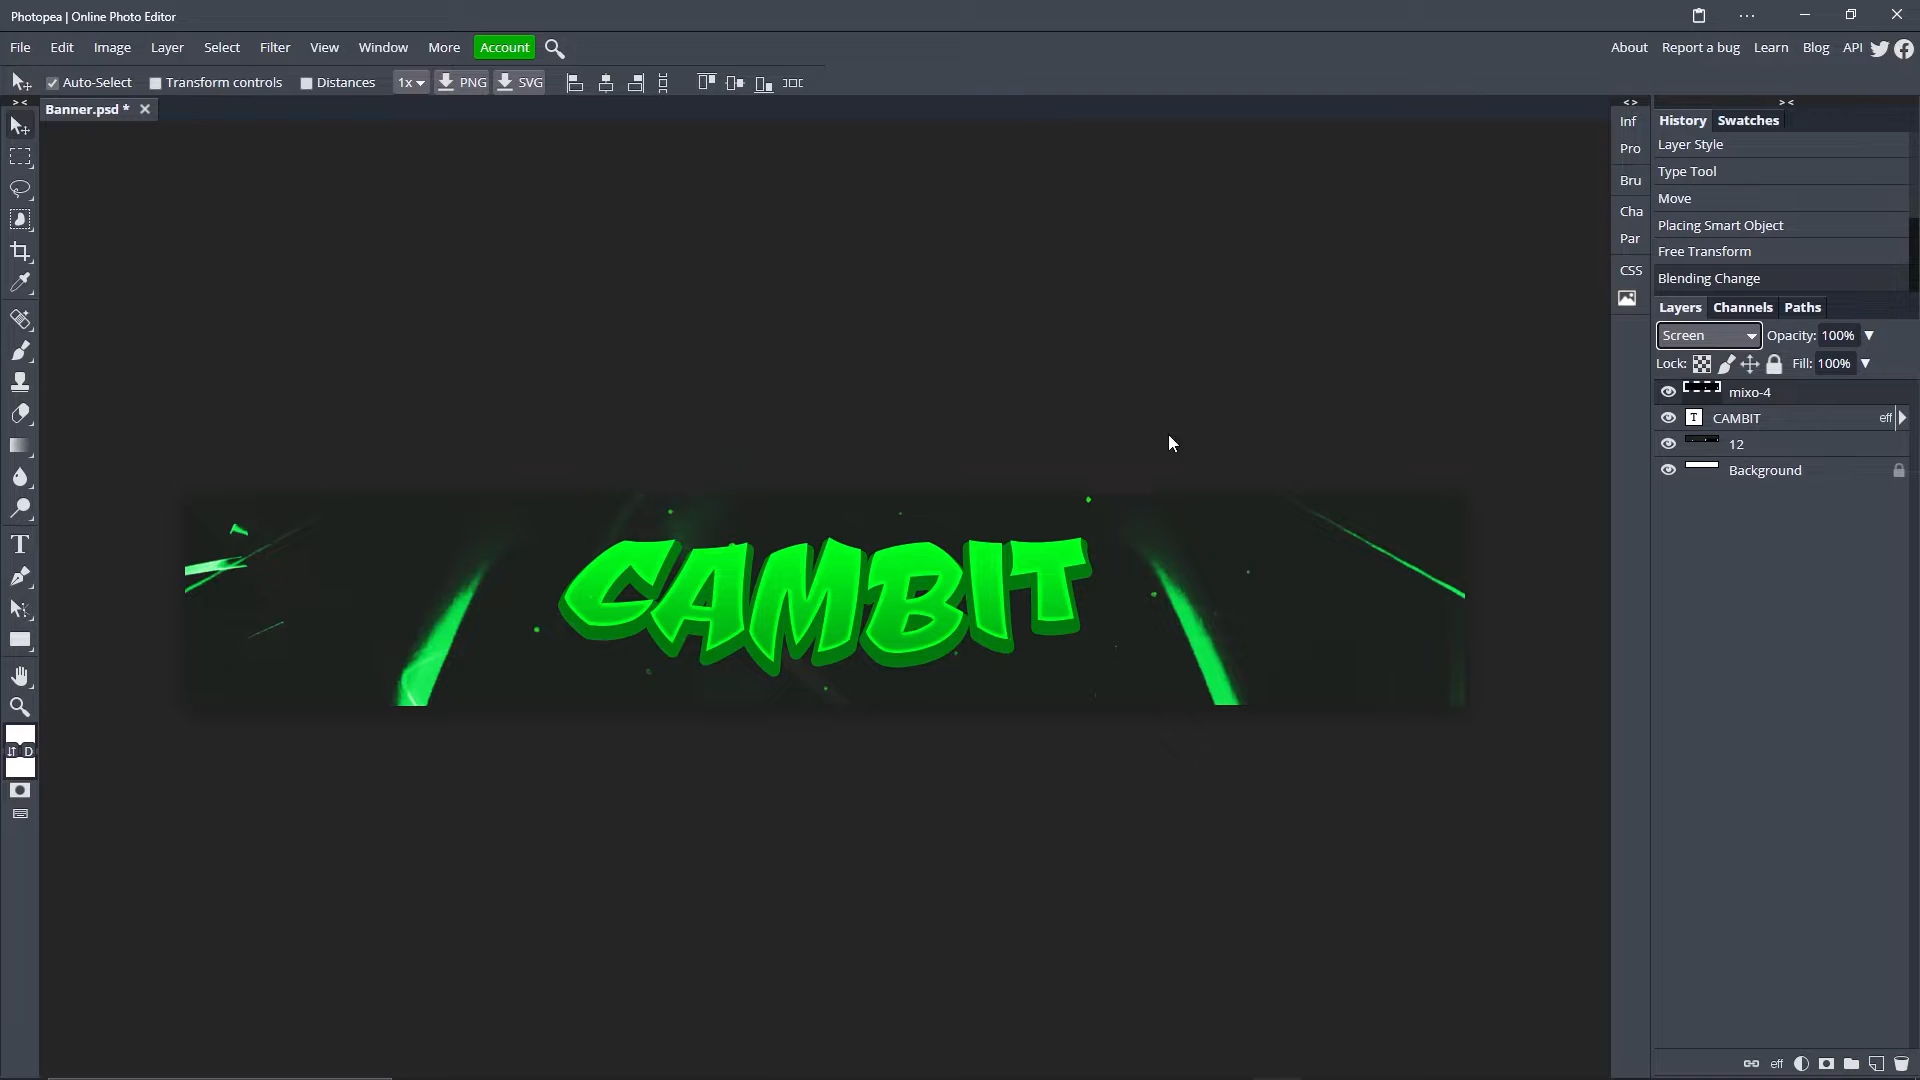 Photopea | Online Photo Editor
File Edit Image Layer Select Filter View Window More Account
About Report a bug Learn Blog API
Auto-Select Transform controls Distances 1x PNG SVG
Banner.psd *
Inf
Pro
Bru
Cha
Par
CSS
History Swatches
Layer Style
Type Tool
Move
Placing Smart Object
Free Transform
Blending Change
Layers Channels Paths
Screen Opacity: 100%
Lock: Fill: 100%
mixo-4
CAMBIT eff
12
Background
T
D
CAMBIT
eff